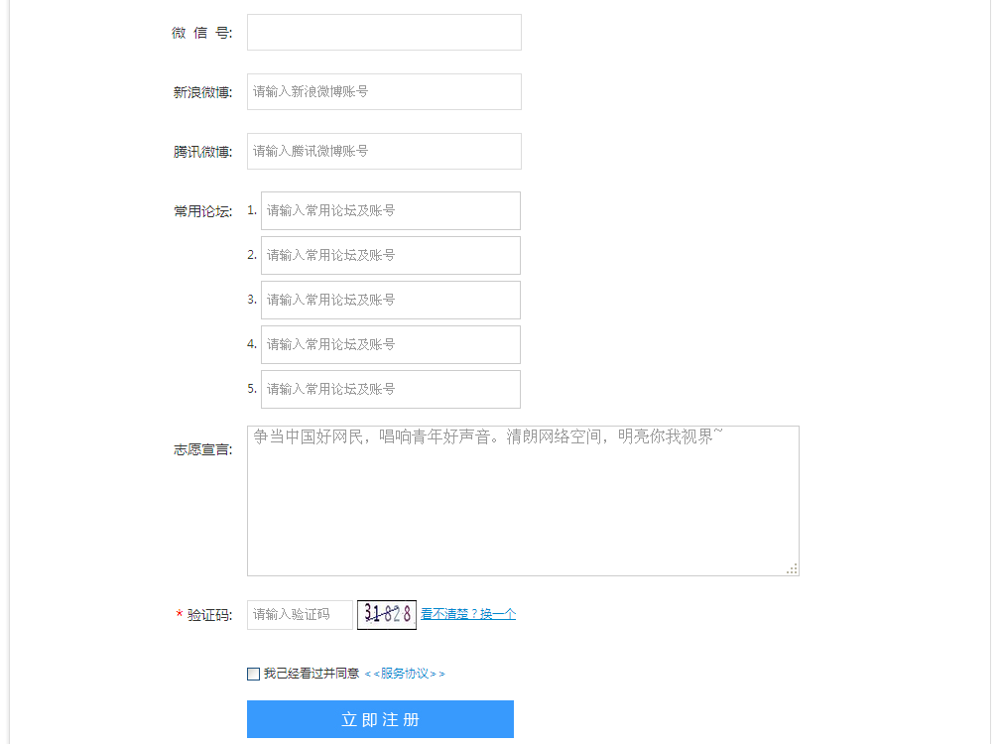 微 信 号:
新浪微博: 请输入新浪微博账号
腾讯微博: 请输入腾讯微博账号
常用论坛: 1. 请输入常用论坛及账号
2. 请输入常用论坛及账号
3. 请输入常用论坛及账号
4. 请输入常用论坛及账号
5. 请输入常用论坛及账号
志愿宣言: 争当中国好网民，唱响青年好声音。清朗网络空间，明亮你我视界~
* 验证码: 请输入验证码 31828 看不清楚？换一个
我已经看过并同意 <<服务协议>>
立即注册